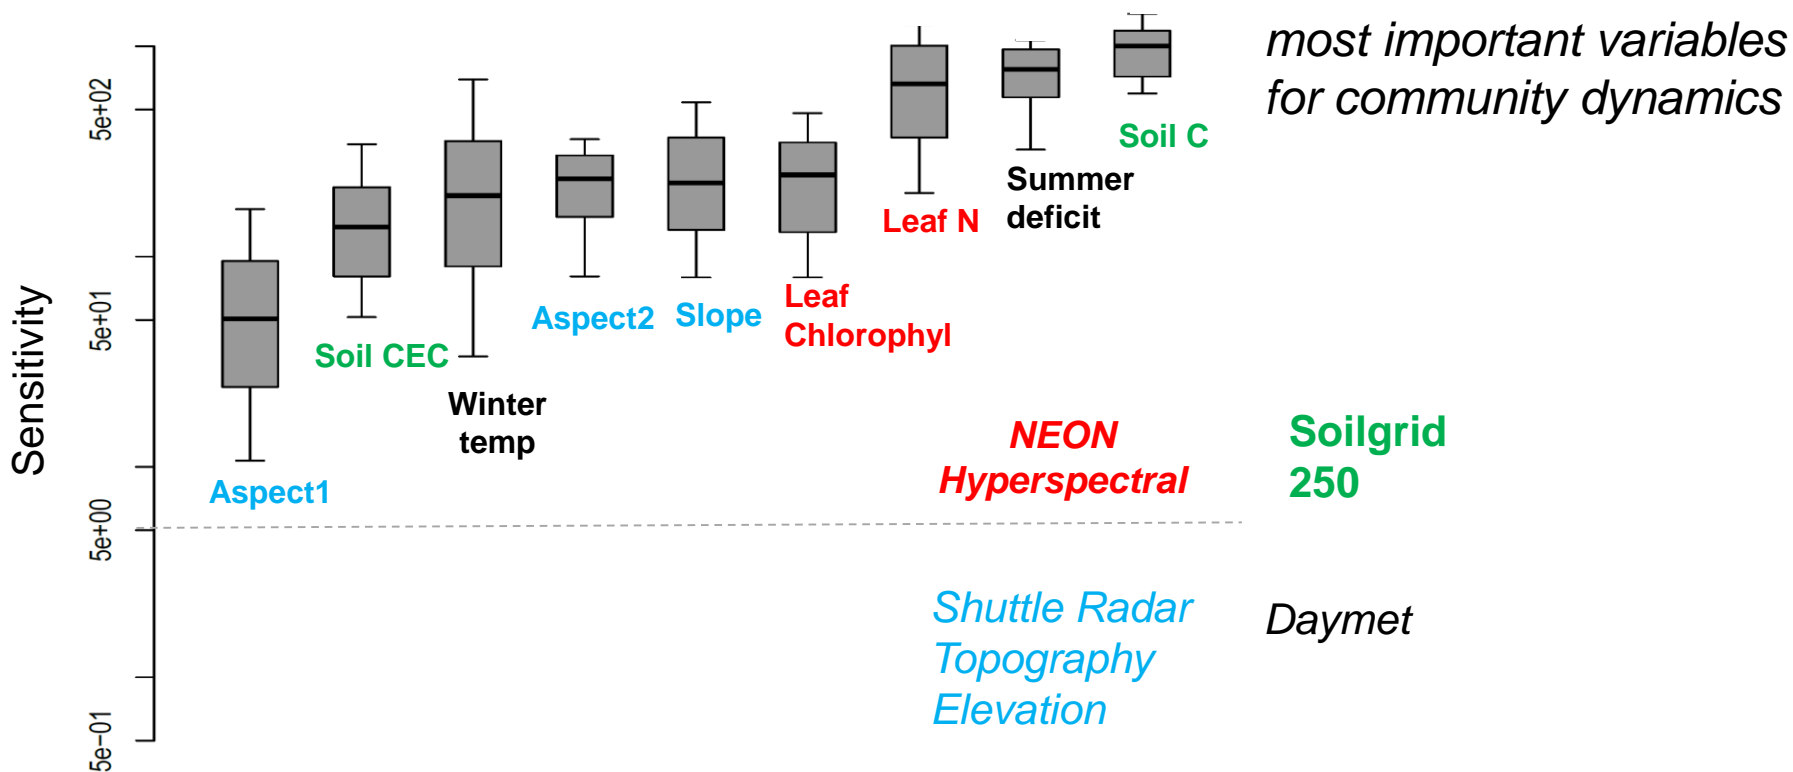 most important variables
for community dynamics
5e+02
5e+01
5e+00
5e-01
Sensitivity
Aspect1
Soil CEC
Winter
temp
Aspect2
Slope
Leaf
Chlorophyl
Leaf N
Summer
deficit
Soil C
NEON
Hyperspectral
Soilgrid
250
Shuttle Radar
Topography
Elevation
Daymet